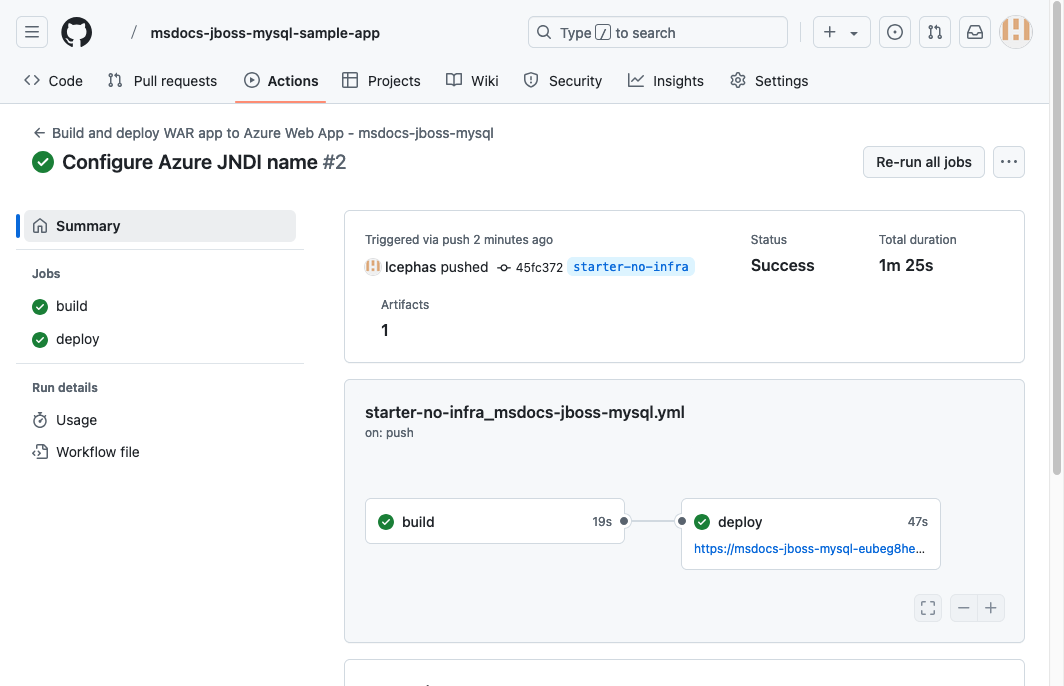 / msdocs-jboss-mysql-sample-app
Type / to search
Code Pull requests Actions Projects Wiki Security Insights Settings
Build and deploy WAR app to Azure Web App - msdocs-jboss-mysql
Configure Azure JNDI name #2
Re-run all jobs
Summary
Jobs
build
deploy
Run details
Usage
Workflow file
Triggered via push 2 minutes ago
lcephas pushed 45fc372 starter-no-infra
Status
Success
Total duration
1m 25s
Artifacts
1
starter-no-infra_msdocs-jboss-mysql.yml
on: push
build 19s
deploy 47s
https://msdocs-jboss-mysql-eubeg8he...